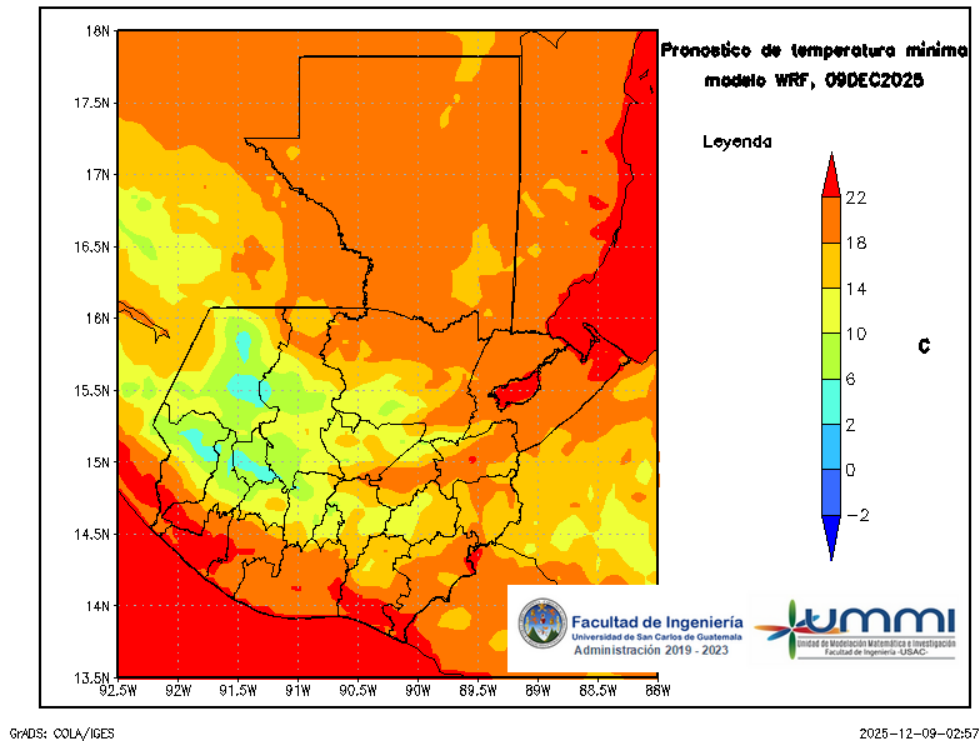 Pronostico de temperatura minima
modelo WRF, 09DEC2025
Leyenda
22
18
14
10
6
2
0
-2
C
18N
17.5N
17N
16.5N
16N
15.5N
15N
14.5N
14N
13.5N
92.5W 92W 91.5W 91W 90.5W 90W 89.5W 89W 88.5W 88W
Facultad de Ingeniería
Universidad de San Carlos de Guatemala
Administración 2019 - 2023
ummi
Unidad de Modelación Matemática e Investigación
Facultad de Ingeniería -USAC-
GrADS: COLA/IGES
2025-12-09-02:57